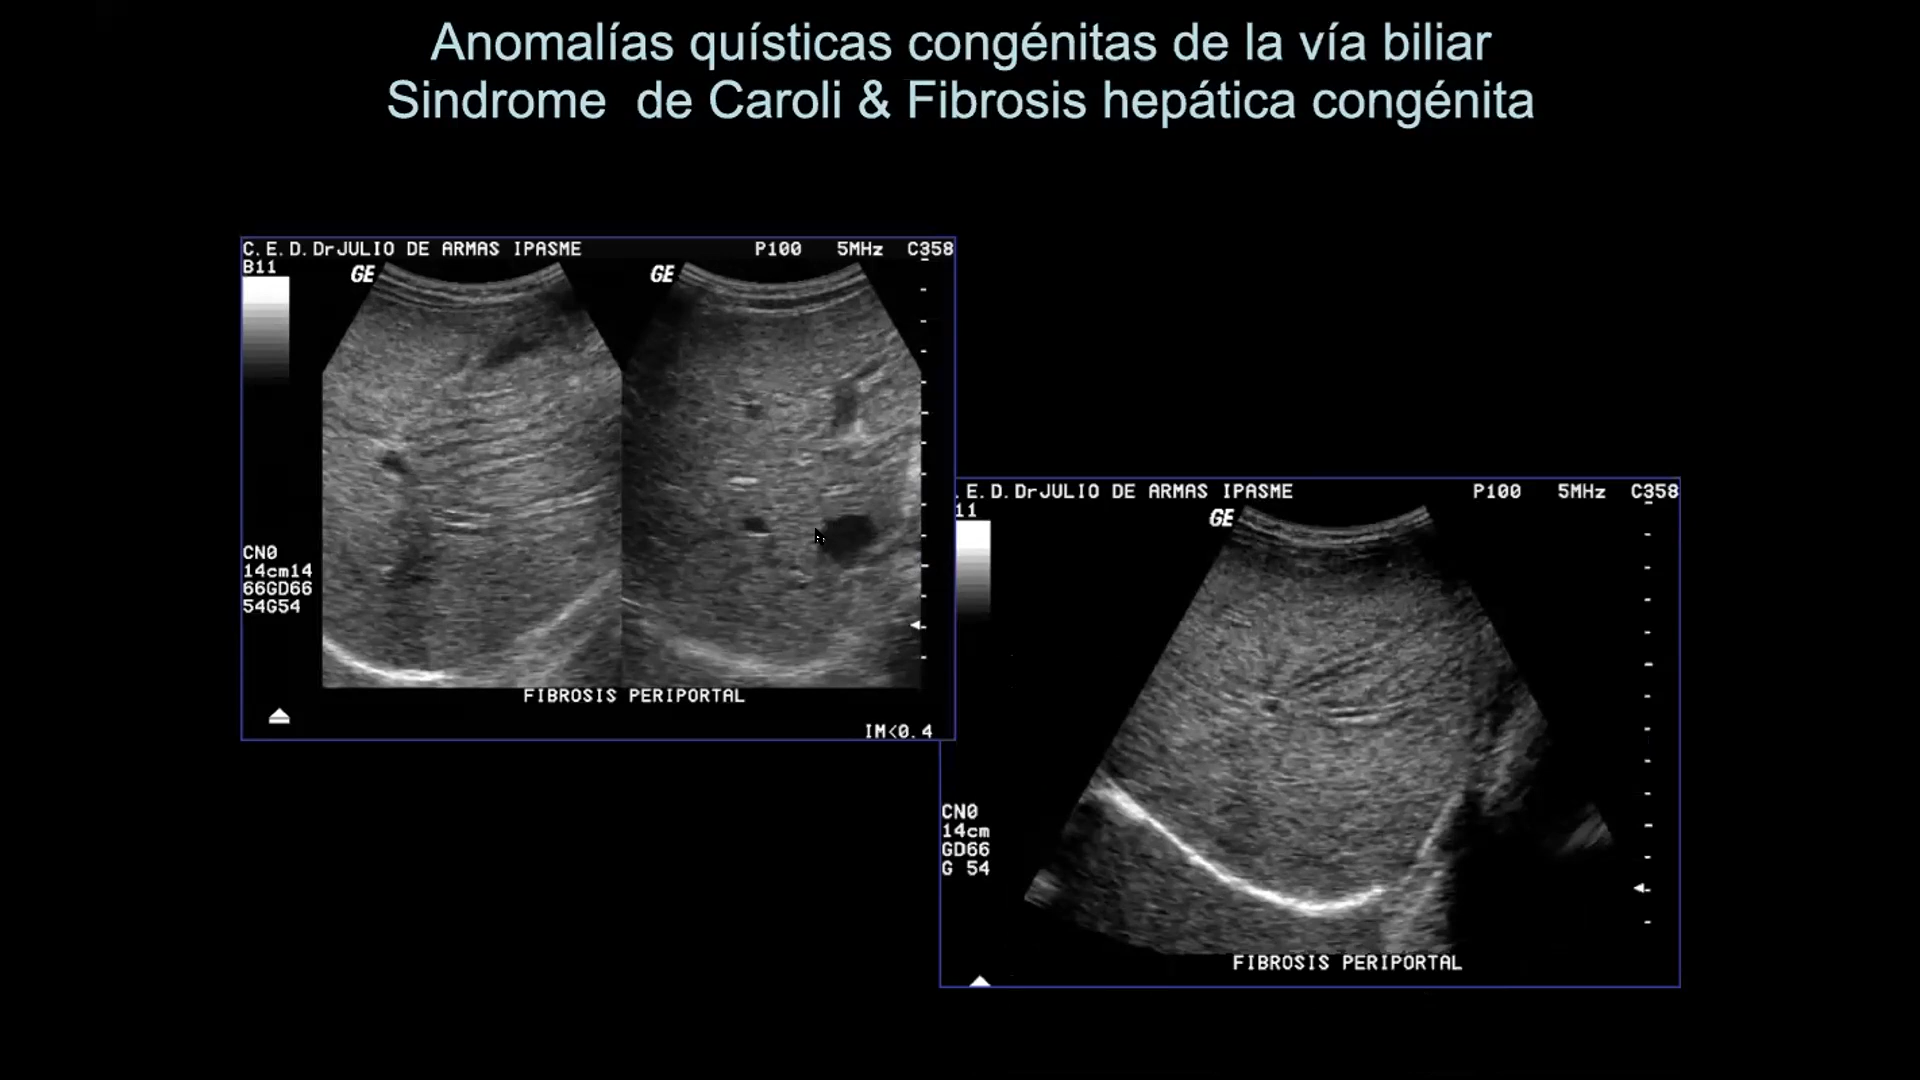 Anomalías quísticas congénitas de la vía biliar
Sindrome de Caroli & Fibrosis hepática congénita
C.E.D.DrJULIO DE ARMAS IPASME P100 5MHz C358
B11
GE GE
CN0
14cm14
66GD66
54G54
FIBROSIS PERIPORTAL
IM<0.4
.E.D.DrJULIO DE ARMAS IPASME P100 5MHz C358
11
GE
CN0
14cm
GD66
G 54
FIBROSIS PERIPORTAL